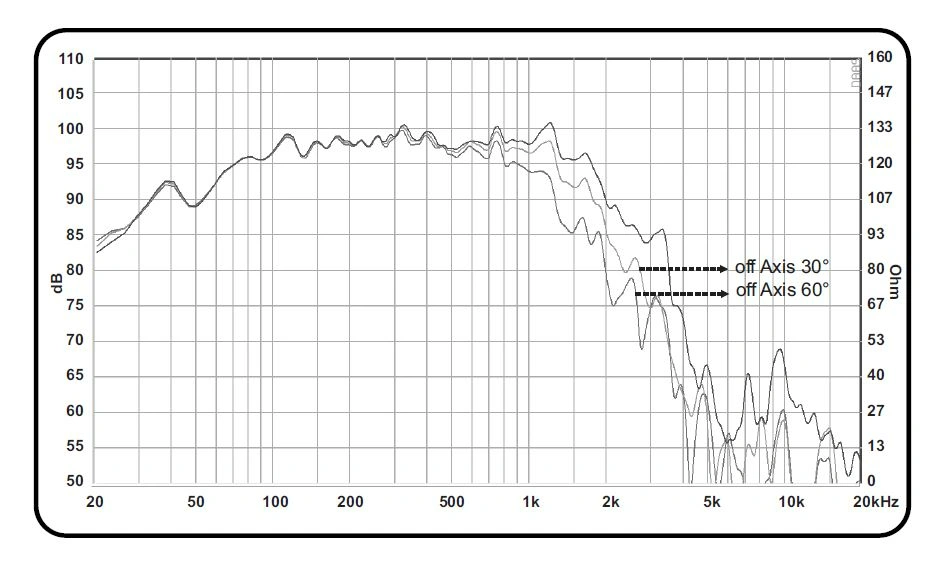 110 160
DAAS
105 147
100 133
95 120
90 107
85 93
80 off Axis 30° 80
dB Ohm
75 off Axis 60° 67
70 53
65 40
60 27
55 13
50 0
20 50 100 200 500 1k 2k 5k 10k 20kHz